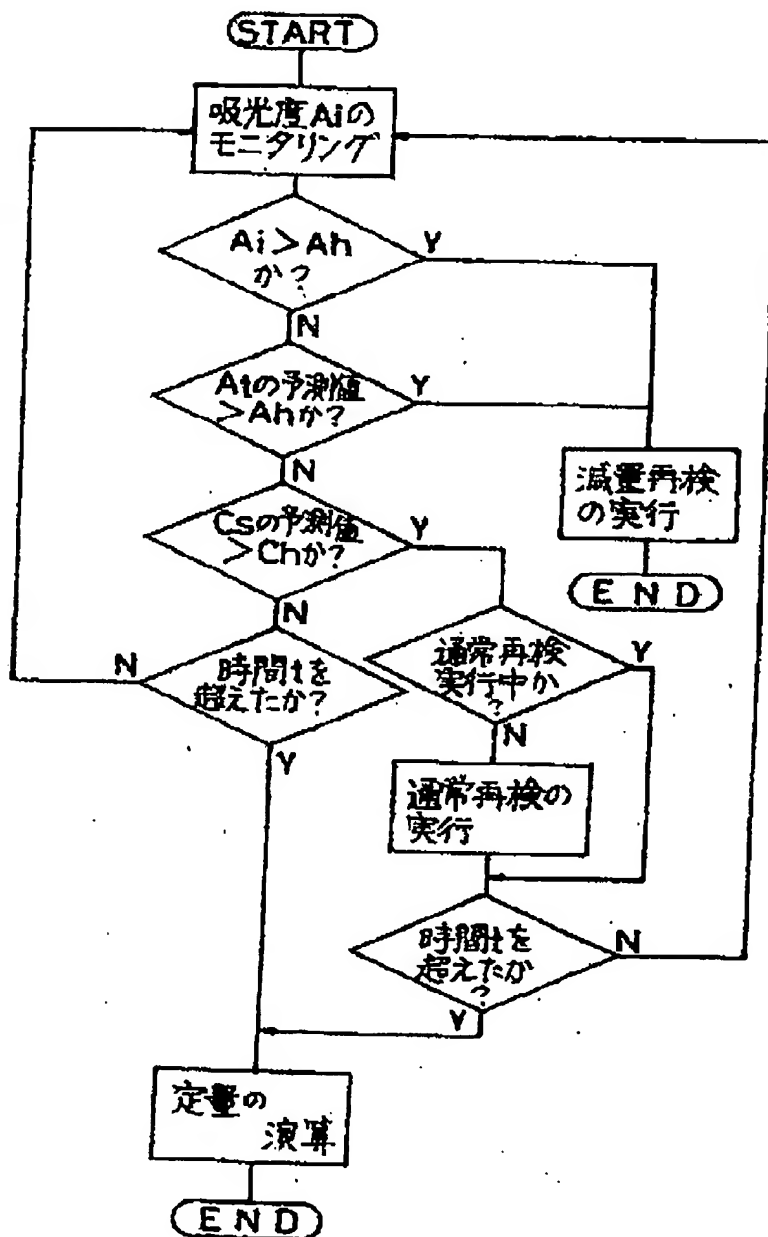 START
吸光度Aiの
モニタリング
Ai>Ah
か?
Y
N
Atの予測値
>Ahか?
Y
N
減量再検
の実行
END
Csの予測値
>Chか?
Y
N
時間tを
超えたか?
N
Y
通常再検
実行中か
?
Y
N
通常再検の
実行
時間tを
超えたか
?
N
Y
定量の
演算
END